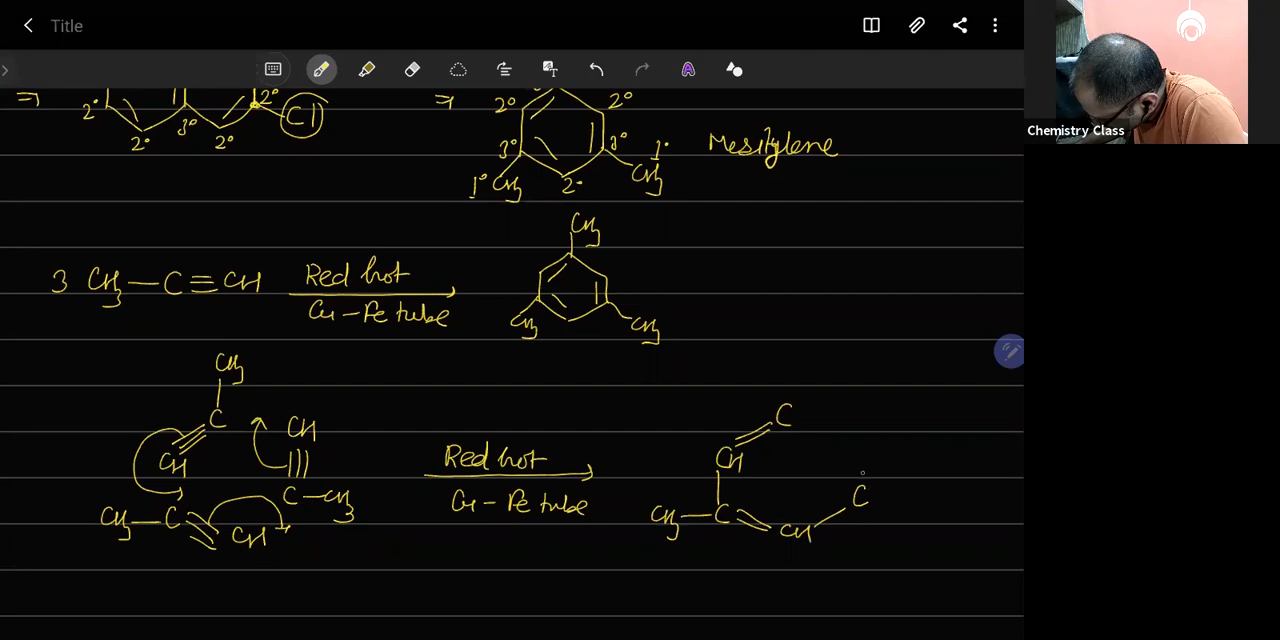 Title
Chemistry Class
⇒ 2° 2° 3° 2° 2° Cl
⇒ 2° 2° 3° 3° 1° CH3 2° 1° CH3 Mesitylene
3 CH3—C≡CH Red hot Cu-Fe tube
CH3
CH3 CH3
CH3
C
CH CH
C—CH3
CH3—C CH
Red hot
Cu-Fe tube
C
CH
C
CH3—C CH